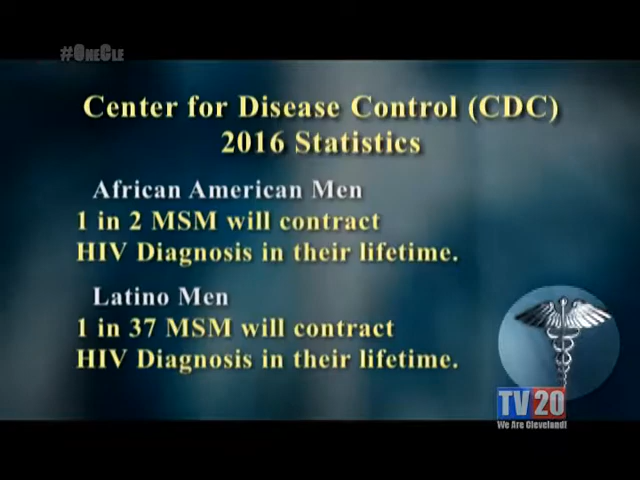 #OneCle
Center for Disease Control (CDC)
2016 Statistics
African American Men
1 in 2 MSM will contract
HIV Diagnosis in their lifetime.
Latino Men
1 in 37 MSM will contract
HIV Diagnosis in their lifetime.
TV20
We Are Cleveland!